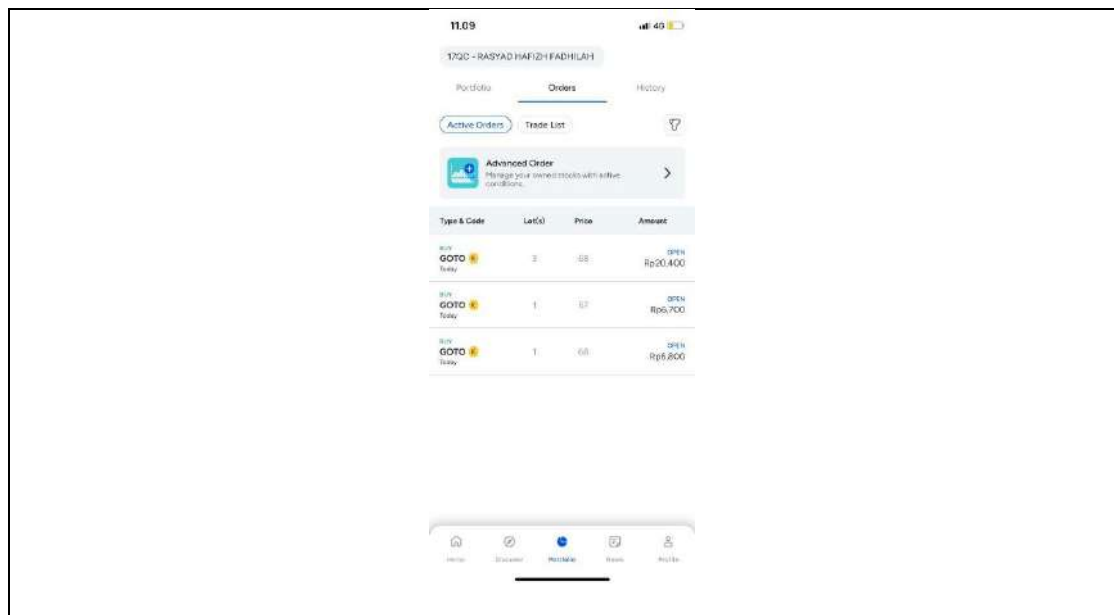 11.09
4G
17QC - RASYAD HAFIZH FADHILAH
Portfolio Orders History
Active Orders Trade List
Advanced Order
Manage your owned stocks with active
conditions.
Type & Code Lot(s) Price Amount
BUY OPEN
GOTO K 3 68 Rp20,400
Today
BUY OPEN
GOTO K 1 67 Rp6,700
Today
BUY OPEN
GOTO K 1 68 Rp6,800
Today
Home Discover Portfolio News Profile